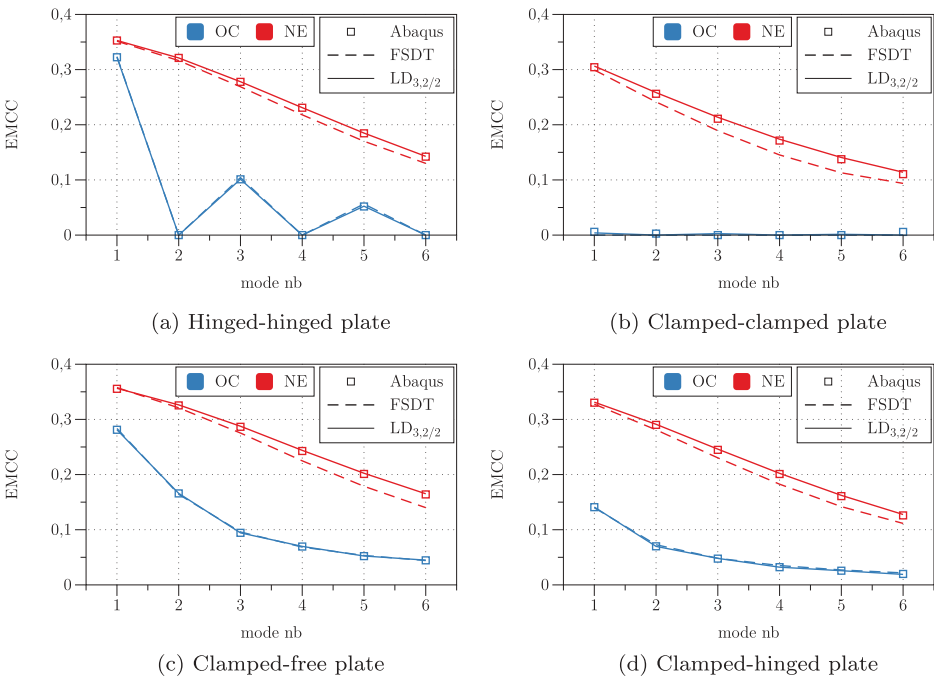 0,4
0,3
0,2
0,1
0
EMCC
OC NE
Abaqus
FSDT
LD3,2/2
1 2 3 4 5 6
mode nb
(a) Hinged-hinged plate
0,4
0,3
0,2
0,1
0
EMCC
OC NE
Abaqus
FSDT
LD3,2/2
1 2 3 4 5 6
mode nb
(b) Clamped-clamped plate
0,4
0,3
0,2
0,1
0
EMCC
OC NE
Abaqus
FSDT
LD3,2/2
1 2 3 4 5 6
mode nb
(c) Clamped-free plate
0,4
0,3
0,2
0,1
0
EMCC
OC NE
Abaqus
FSDT
LD3,2/2
1 2 3 4 5 6
mode nb
(d) Clamped-hinged plate